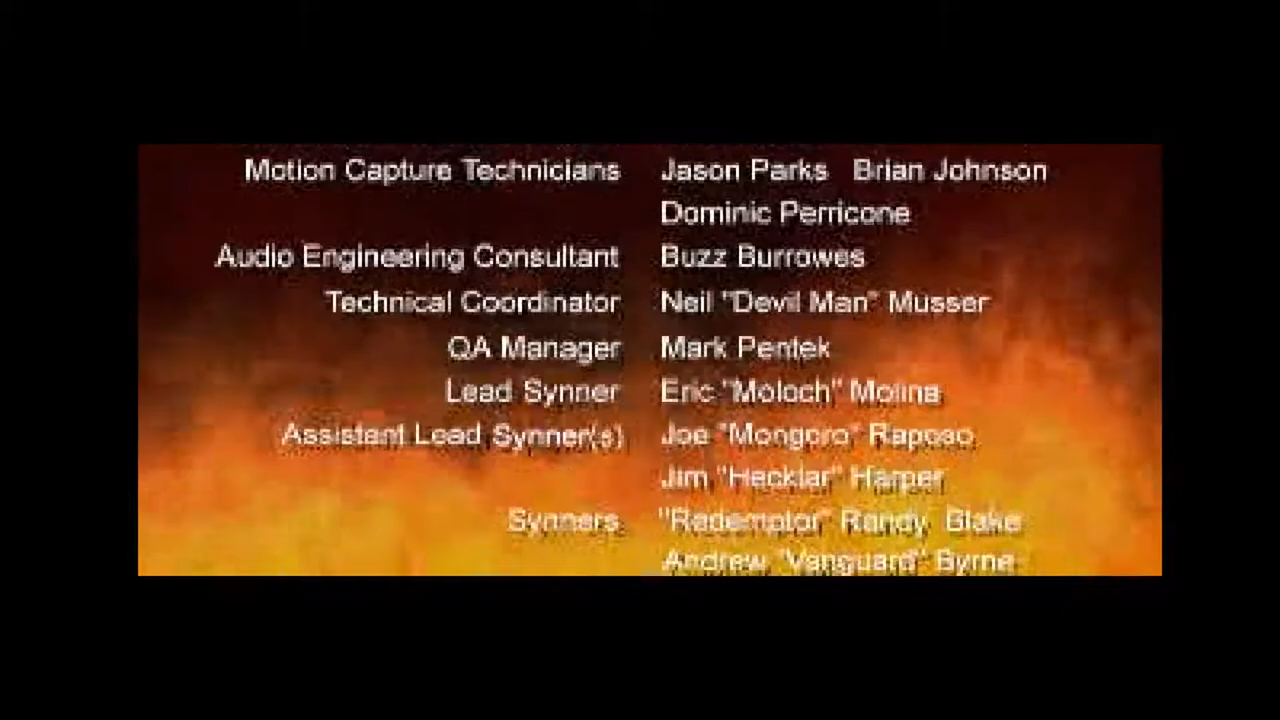 Motion Capture Technicians Jason Parks Brian Johnson
Dominic Perricone
Audio Engineering Consultant Buzz Burrowes
Technical Coordinator Neil "Devil Man" Musser
QA Manager Mark Pentek
Lead Synner Eric "Moloch" Molina
Assistant Lead Synner(s) Joe "Mongoro" Raposo
Jim "Hecklar" Harper
Synners "Redemptor" Randy Blake
Andrew "Vanguard" Byrne